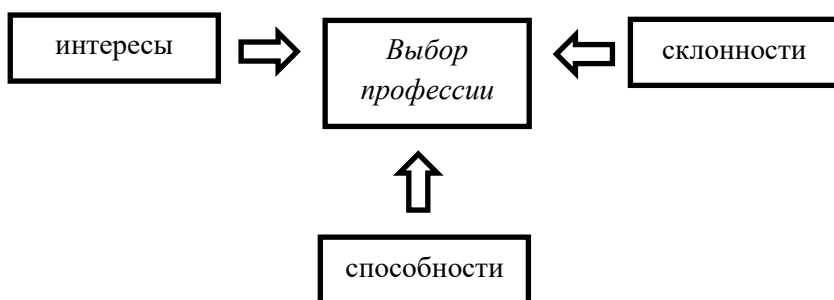 интересы
Выбор
профессии
склонности
способности